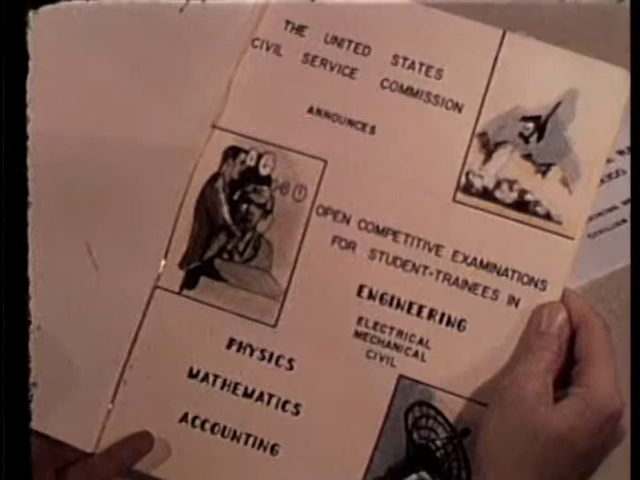 THE UNITED STATES
CIVIL SERVICE COMMISSION
ANNOUNCES
OPEN COMPETITIVE EXAMINATIONS
FOR STUDENT-TRAINEES IN
ENGINEERING
ELECTRICAL
MECHANICAL
CIVIL
PHYSICS
MATHEMATICS
ACCOUNTING